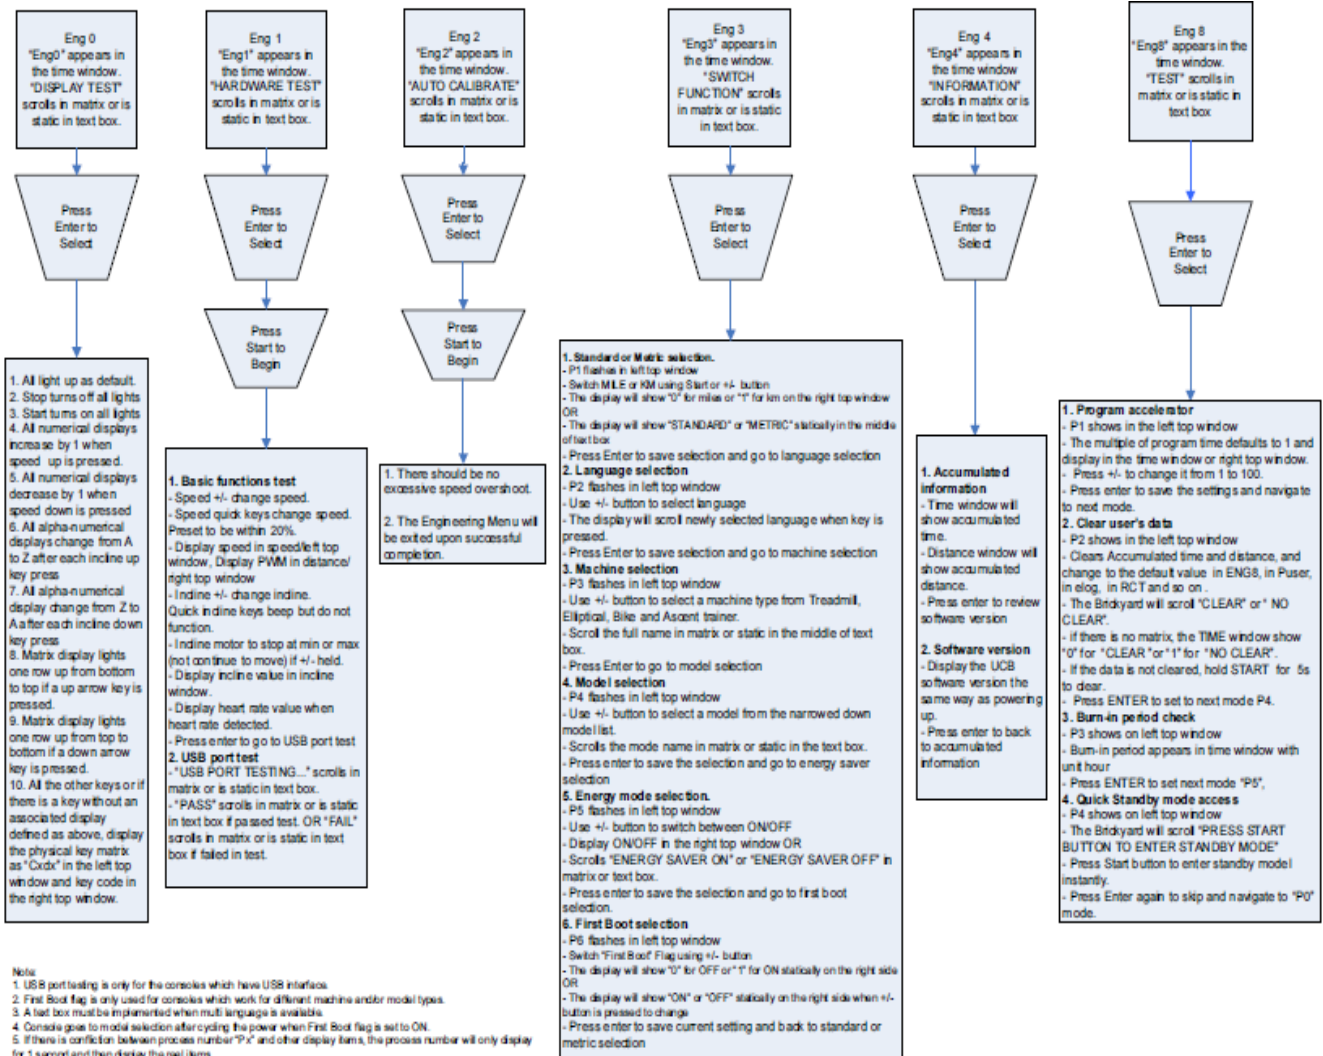 Eng 0
"Eng0" appears in
the time window.
"DISPLAY TEST"
scrolls in matrix or is
static in text box.
Press
Enter to
Select
1. All light up as default.
2. Stop turns off all lights
3. Start turns on all lights
4. All numerical displays
increase by 1 when
speed up is pressed.
5. All numerical displays
decrease by 1 when
speed down is pressed
6. All alpha-numerical
displays change from A
to Z after each incline up
key press
7. All alpha-numerical
display change from Z to
A after each incline down
key press
8. Matrix display lights
one row up from bottom
to top if a up arrow key is
pressed.
9. Matrix display lights
one row up from top to
bottom if a down arrow
key is pressed.
10. All the other keys or if
there is a key without an
associated display
defined as above, display
the physical key matrix
as "Cxdx" in the left top
window and key code in
the right top window.
Eng 1
"Eng1" appears in
the time window.
"HARDWARE TEST"
scrolls in matrix or is
static in text box.
Press
Enter to
Select
Press
Start to
Begin
1. Basic functions test
- Speed +/- change speed.
- Speed quick keys change speed.
Preset to be within 20%.
- Display speed in speed/left top
window, Display PWM in distance/
right top window
- Incline +/- change incline.
Quick incline keys beep but do not
function.
- Incline motor to stop at min or max
(not continue to move) if +/- held.
- Display incline value in incline
window.
- Display heart rate value when
heart rate detected.
- Press enter to go to USB port test
2. USB port test
- "USB PORT TESTING..." scrolls in
matrix or is static in text box.
- "PASS" scrolls in matrix or is static
in text box if passed test. OR "FAIL"
scrolls in matrix or is static in text
box if failed in test.
Eng 2
"Eng2" appears in
the time window.
"AUTO CALIBRATE"
scrolls in matrix or is
static in text box.
Press
Enter to
Select
Press
Start to
Begin
1. There should be no
excessive speed overshoot.
2. The Engineering Menu will
be exited upon successful
completion.
Eng 3
"Eng3" appears in
the time window.
"SWITCH
FUNCTION" scrolls
in matrix or is static
in text box.
Press
Enter to
Select
1. Standard or Metric selection.
- P1 flashes in left top window
- Switch MILE or KM using Start or +/- button
- The display will show "0" for miles or "1" for km on the right top window
OR
- The display will show "STANDARD" or "METRIC" statically in the middle
of text box
- Press Enter to save selection and go to language selection
2. Language selection
- P2 flashes in left top window
- Use +/- button to select language
- The display will scroll newly selected language when key is
pressed.
- Press Enter to save selection and go to machine selection
3. Machine selection
- P3 flashes in left top window
- Use +/- button to select a machine type from Treadmill,
Elliptical, Bike and Ascent trainer.
- Scroll the full name in matrix or static in the middle of text
box.
- Press Enter to go to model selection
4. Model selection
- P4 flashes in left top window
- Use +/- button to select a model from the narrowed down
model list.
- Scrolls the mode name in matrix or static in the text box.
- Press enter to save the selection and go to energy saver
selection
5. Energy mode selection.
- P5 flashes in left top window
- Use +/- button to switch between ON/OFF
- Display ON/OFF in the right top window OR
- Scrolls "ENERGY SAVER ON" or "ENERGY SAVER OFF" in
matrix or text box.
- Press enter to save the selection and go to first boot
selection.
6. First Boot selection
- P6 flashes in left top window
- Switch "First Boot" Flag using +/- button
- The display will show "0" for OFF or "1" for ON statically on the right side
OR
- The display will show "ON" or "OFF" statically on the right side when +/-
button is pressed to change
- Press enter to save current setting and back to standard or
metric selection
Eng 4
"Eng4" appears in
the time window
"INFORMATION"
scrolls in matrix or is
static in text box
Press
Enter to
Select
1. Accumulated
information
- Time window will
show accumulated
time.
- Distance window will
show accumulated
distance.
- Press enter to review
software version
2. Software version
- Display the UCB
software version the
same way as powering
up.
- Press enter to back
to accumulated
information
Eng 8
"Eng8" appears in the
time window.
"TEST" scrolls in
matrix or is static in
text box
Press
Enter to
Select
1. Program accelerator
- P1 shows in the left top window
- The multiple of program time defaults to 1 and
display in the time window or right top window.
- Press +/- to change it from 1 to 100.
- Press enter to save the settings and navigate
to next mode.
2. Clear user's data
- P2 shows in the left top window
- Clears Accumulated time and distance, and
change to the default value in ENG8, in Puser,
in elog, in RCT and so on .
- The Brickyard will scroll "CLEAR" or " NO
CLEAR".
- if there is no matrix, the TIME window show
"0" for "CLEAR "or "1" for "NO CLEAR".
- If the data is not cleared, hold START for 5s
to clear.
- Press ENTER to set to next mode P4.
3. Burn-in period check
- P3 shows on left top window
- Burn-in period appears in time window with
unit hour
- Press ENTER to set next mode "P5",
4. Quick Standby mode access
- P4 shows on left top window
- The Brickyard will scroll "PRESS START
BUTTON TO ENTER STANDBY MODE"
- Press Start button to enter standby model
instantly.
- Press Enter again to skip and navigate to "P0"
mode.
Note:
1. USB port testing is only for the consoles which have USB interface.
2. First Boot flag is only used for consoles which work for different machine and/or model types.
3. A text box must be implemented when multi language is available.
4. Console goes to model selection after cycling the power when First Boot flag is set to ON.
5. If there is confliction between process number "Px" and other display items, the process number will only display
for 1 second and then display the real items.